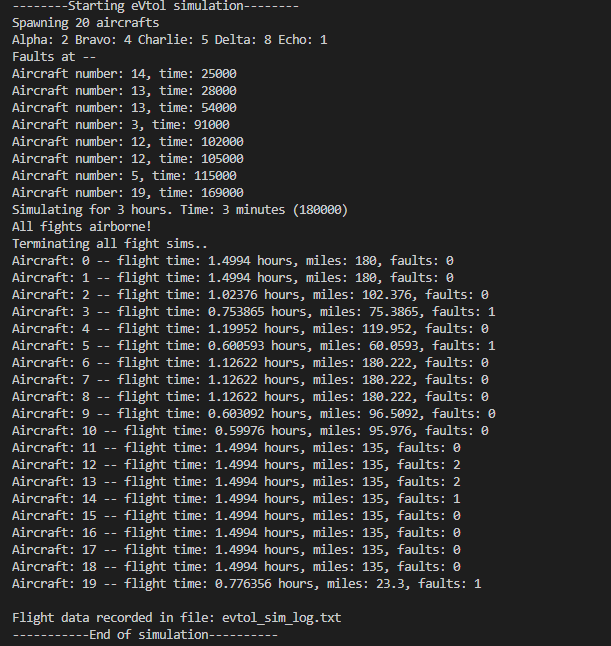 --------Starting eVtol simulation--------
Spawning 20 aircrafts
Alpha: 2 Bravo: 4 Charlie: 5 Delta: 8 Echo: 1
Faults at --
Aircraft number: 14, time: 25000
Aircraft number: 13, time: 28000
Aircraft number: 13, time: 54000
Aircraft number: 3, time: 91000
Aircraft number: 12, time: 102000
Aircraft number: 12, time: 105000
Aircraft number: 5, time: 115000
Aircraft number: 19, time: 169000
Simulating for 3 hours. Time: 3 minutes (180000)
All fights airborne!
Terminating all fight sims..
Aircraft: 0 -- flight time: 1.4994 hours, miles: 180, faults: 0
Aircraft: 1 -- flight time: 1.4994 hours, miles: 180, faults: 0
Aircraft: 2 -- flight time: 1.02376 hours, miles: 102.376, faults: 0
Aircraft: 3 -- flight time: 0.753865 hours, miles: 75.3865, faults: 1
Aircraft: 4 -- flight time: 1.19952 hours, miles: 119.952, faults: 0
Aircraft: 5 -- flight time: 0.600593 hours, miles: 60.0593, faults: 1
Aircraft: 6 -- flight time: 1.12622 hours, miles: 180.222, faults: 0
Aircraft: 7 -- flight time: 1.12622 hours, miles: 180.222, faults: 0
Aircraft: 8 -- flight time: 1.12622 hours, miles: 180.222, faults: 0
Aircraft: 9 -- flight time: 0.603092 hours, miles: 96.5092, faults: 0
Aircraft: 10 -- flight time: 0.59976 hours, miles: 95.976, faults: 0
Aircraft: 11 -- flight time: 1.4994 hours, miles: 135, faults: 0
Aircraft: 12 -- flight time: 1.4994 hours, miles: 135, faults: 2
Aircraft: 13 -- flight time: 1.4994 hours, miles: 135, faults: 2
Aircraft: 14 -- flight time: 1.4994 hours, miles: 135, faults: 1
Aircraft: 15 -- flight time: 1.4994 hours, miles: 135, faults: 0
Aircraft: 16 -- flight time: 1.4994 hours, miles: 135, faults: 0
Aircraft: 17 -- flight time: 1.4994 hours, miles: 135, faults: 0
Aircraft: 18 -- flight time: 1.4994 hours, miles: 135, faults: 0
Aircraft: 19 -- flight time: 0.776356 hours, miles: 23.3, faults: 1
Flight data recorded in file: evtol_sim_log.txt
-----------End of simulation----------